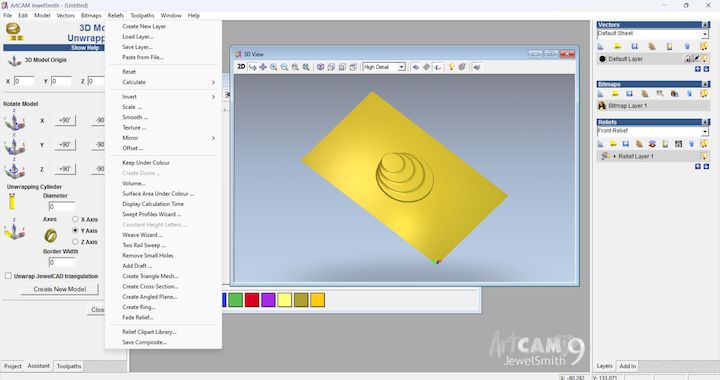 ArtCAM JewelSmith - (Untitled)
File Edit Model Vectors Bitmaps Reliefs Toolpaths Window Help
3D Mo
Unwrapp
Show Help
3D Model Origin
X 0 Y 0 Z 0
Rotate Model
X +90° -90
Y +90° -90
Z +90° -90
Unwrapping Cylinder
Diameter
0
Axes X Axis
Y Axis
Z Axis
Border Width
0
Unwrap JewelCAD triangulation
Create New Model
Clos
Project Assistant Toolpaths
Create New Layer
Load Layer...
Save Layer...
Paste from File...
Reset
Calculate
Invert
Scale ...
Smooth ...
Texture ...
Mirror
Offset ...
Keep Under Colour
Create Dome ...
Volume...
Surface Area Under Colour ...
Display Calculation Time
Swept Profiles Wizard ...
Constant Height Letters ...
Weave Wizard ...
Two Rail Sweep ...
Remove Small Holes
Add Draft ...
Create Triangle Mesh...
Create Cross-Section...
Create Angled Plane...
Create Ring...
Fade Relief...
Relief Clipart Library...
Save Composite...
3D View
2D High Detail
ArtCAM 9
JewelSmith
Vectors
Default Sheet
Default Layer
Bitmaps
Bitmap Layer 1
Reliefs
Front Relief
Relief Layer 1
Layers Add In
X: -80.282 Y: 133.071